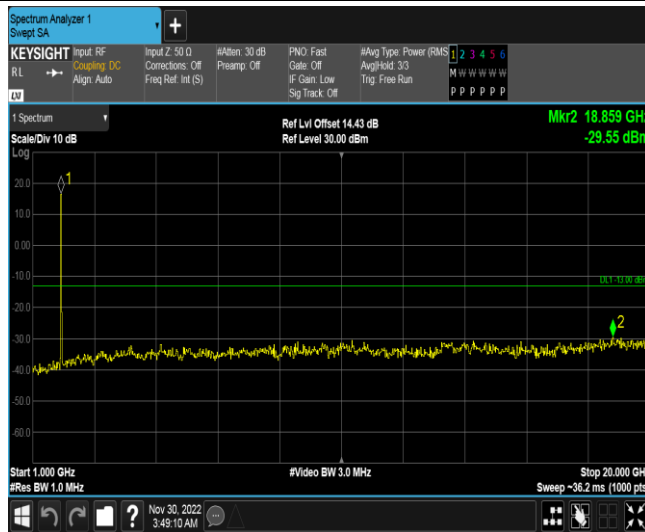 Spectrum Analyzer 1
Swept SA
+
KEYSIGHT
RL
LXI
Input: RF
Coupling: DC
Align: Auto
Input Z: 50 Ω
Corrections: Off
Freq Ref: Int (S)
#Atten: 30 dB
Preamp: Off
PNO: Fast
Gate: Off
IF Gain: Low
Sig Track: Off
#Avg Type: Power (RMS
Avg|Hold: 3/3
Trig: Free Run
1 2 3 4 5 6
M W W W W W
P P P P P P
1 Spectrum
Scale/Div 10 dB
Log
Ref Lvl Offset 14.43 dB
Ref Level 30.00 dBm
Mkr2 18.859 GHz
-29.55 dBm
1
20.0
10.0
0.00
-10.0
DL1 -13.00 dBm
-20.0
2
-30.0
-40.0
-50.0
-60.0
Start 1.000 GHz
#Res BW 1.0 MHz
#Video BW 3.0 MHz
Stop 20.000 GHz
Sweep ~36.2 ms (1000 pts)
?
Nov 30, 2022
3:49:10 AM